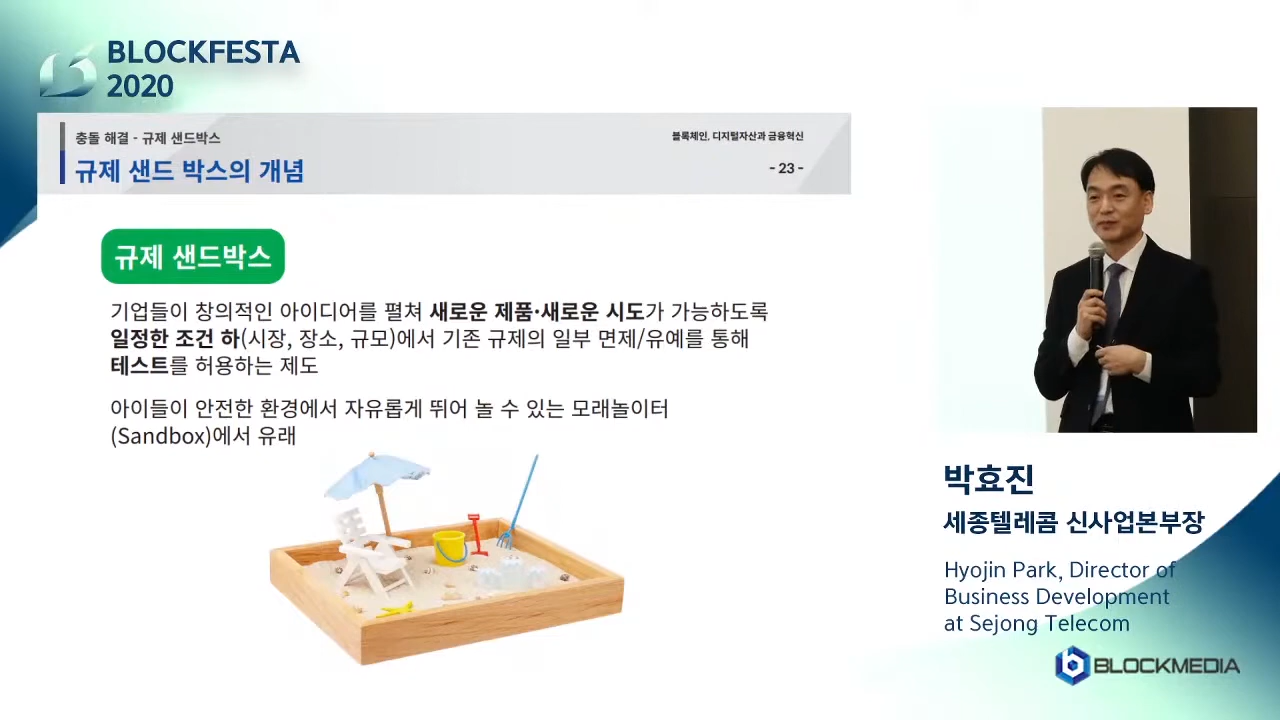 BLOCKFESTA
2020
충돌 해결 - 규제 샌드박스
블록체인, 디지털자산과 금융혁신
규제 샌드 박스의 개념
- 23 -
규제 샌드박스
기업들이 창의적인 아이디어를 펼쳐 새로운 제품·새로운 시도가 가능하도록
일정한 조건 하(시장, 장소, 규모)에서 기존 규제의 일부 면제/유예를 통해
테스트를 허용하는 제도
아이들이 안전한 환경에서 자유롭게 뛰어 놀 수 있는 모래놀이터
(Sandbox)에서 유래
박효진
세종텔레콤 신사업본부장
Hyojin Park, Director of
Business Development
at Sejong Telecom
BLOCKMEDIA